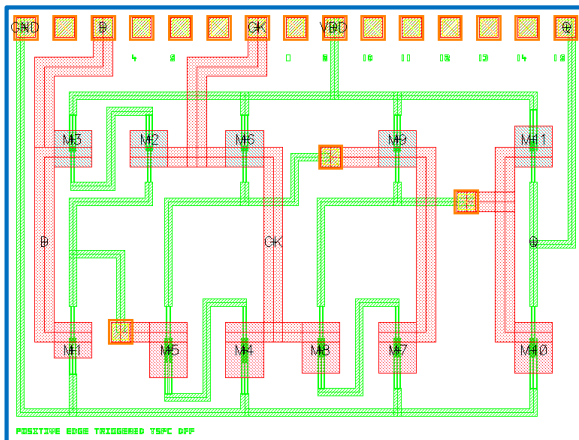 GND D CK VDD Q
M3 M2 M6 M9 M11
D CK Q
M1 M5 M4 M8 M7 M10
POSITIVE EDGE TRIGGERED TSPC DFF